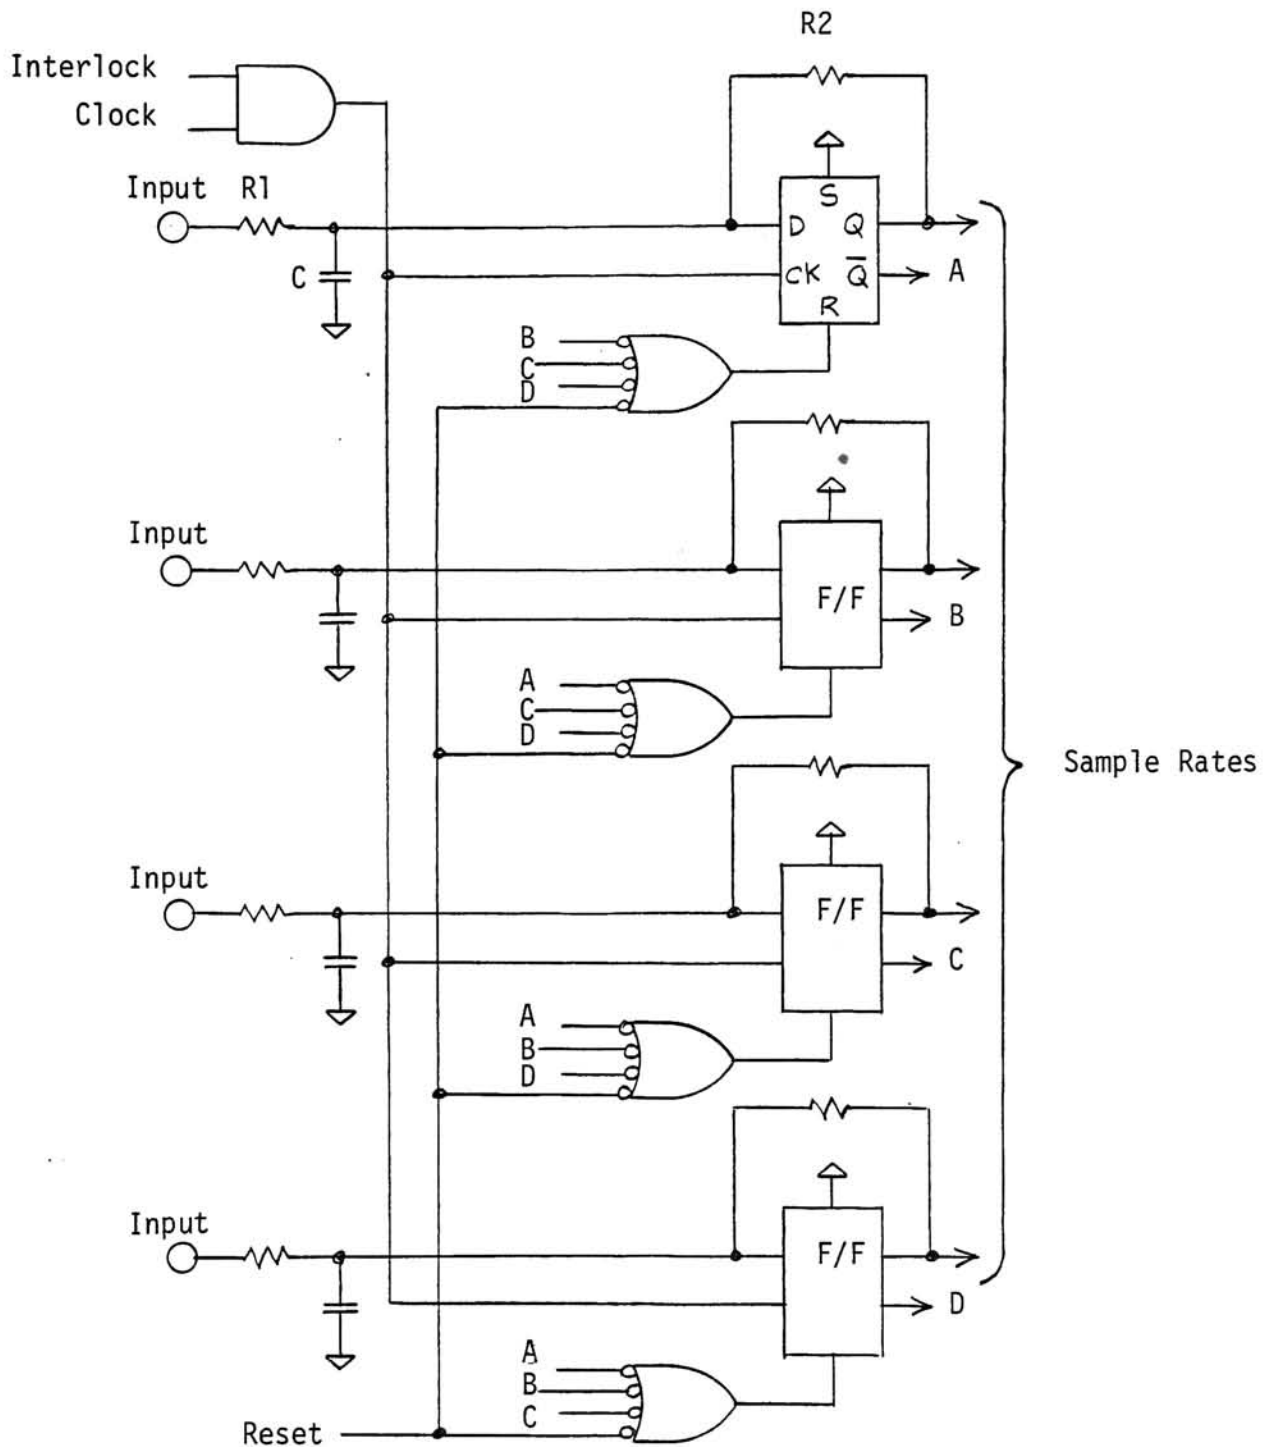 R2
Interlock
Clock
Input R1
S
D Q
C
CK Q̅ A
R
B
C
D
Input
F/F
B
A
C
D
Sample Rates
Input
F/F
C
A
B
D
Input
F/F
D
A
B
C
Reset